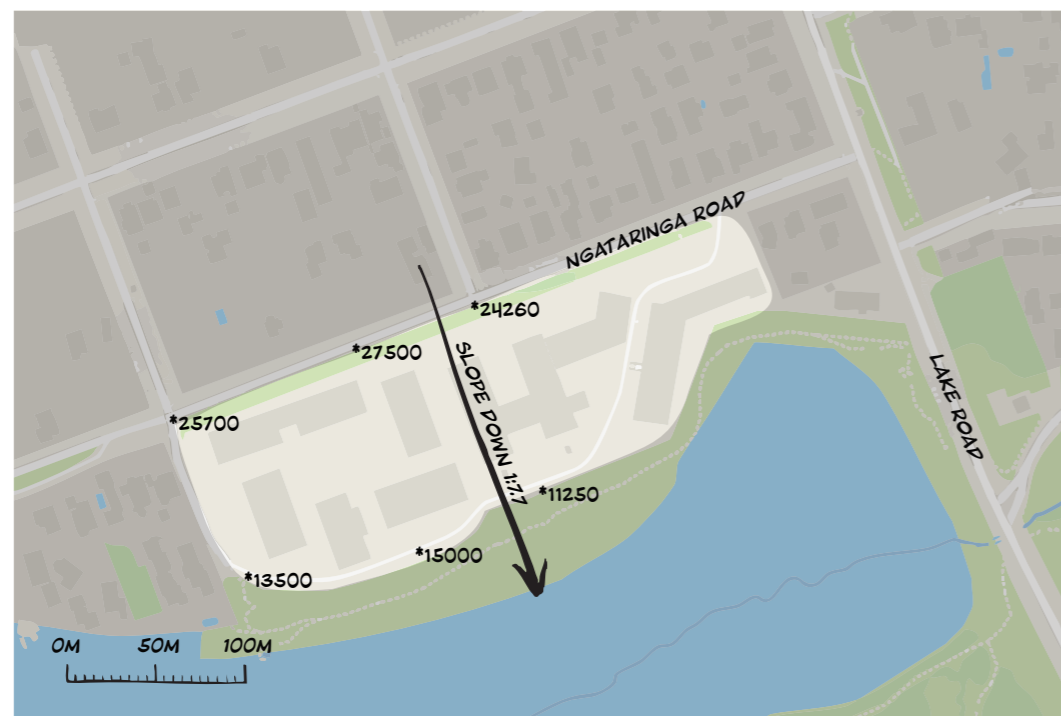 NGATARINGA ROAD
*24260
*27500
SLOPE DOWN 1:7.7
LAKE ROAD
*25700
*11250
*15000
*13500
0M 50M 100M